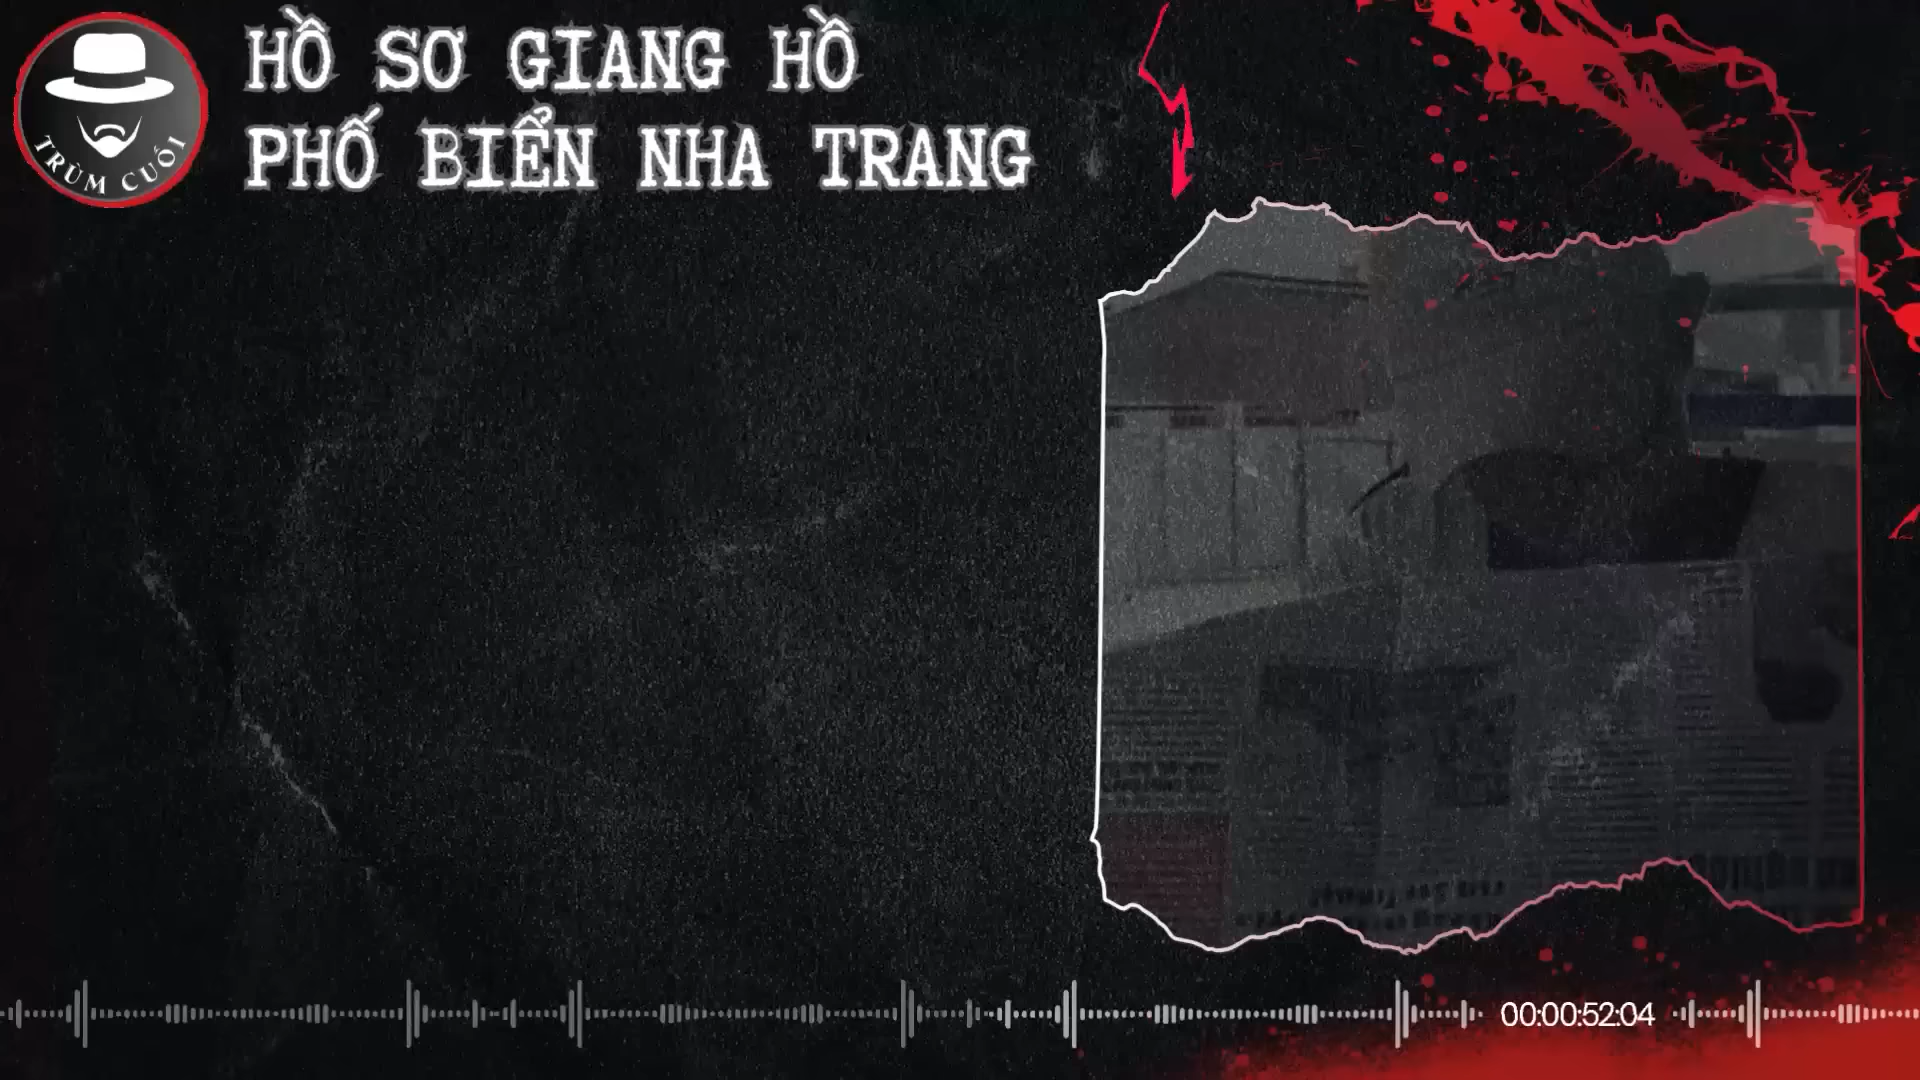 HỒ SƠ GIANG HỒ
PHỐ BIỂN NHA TRANG
TRÙM CUỐI
00:00:52:04